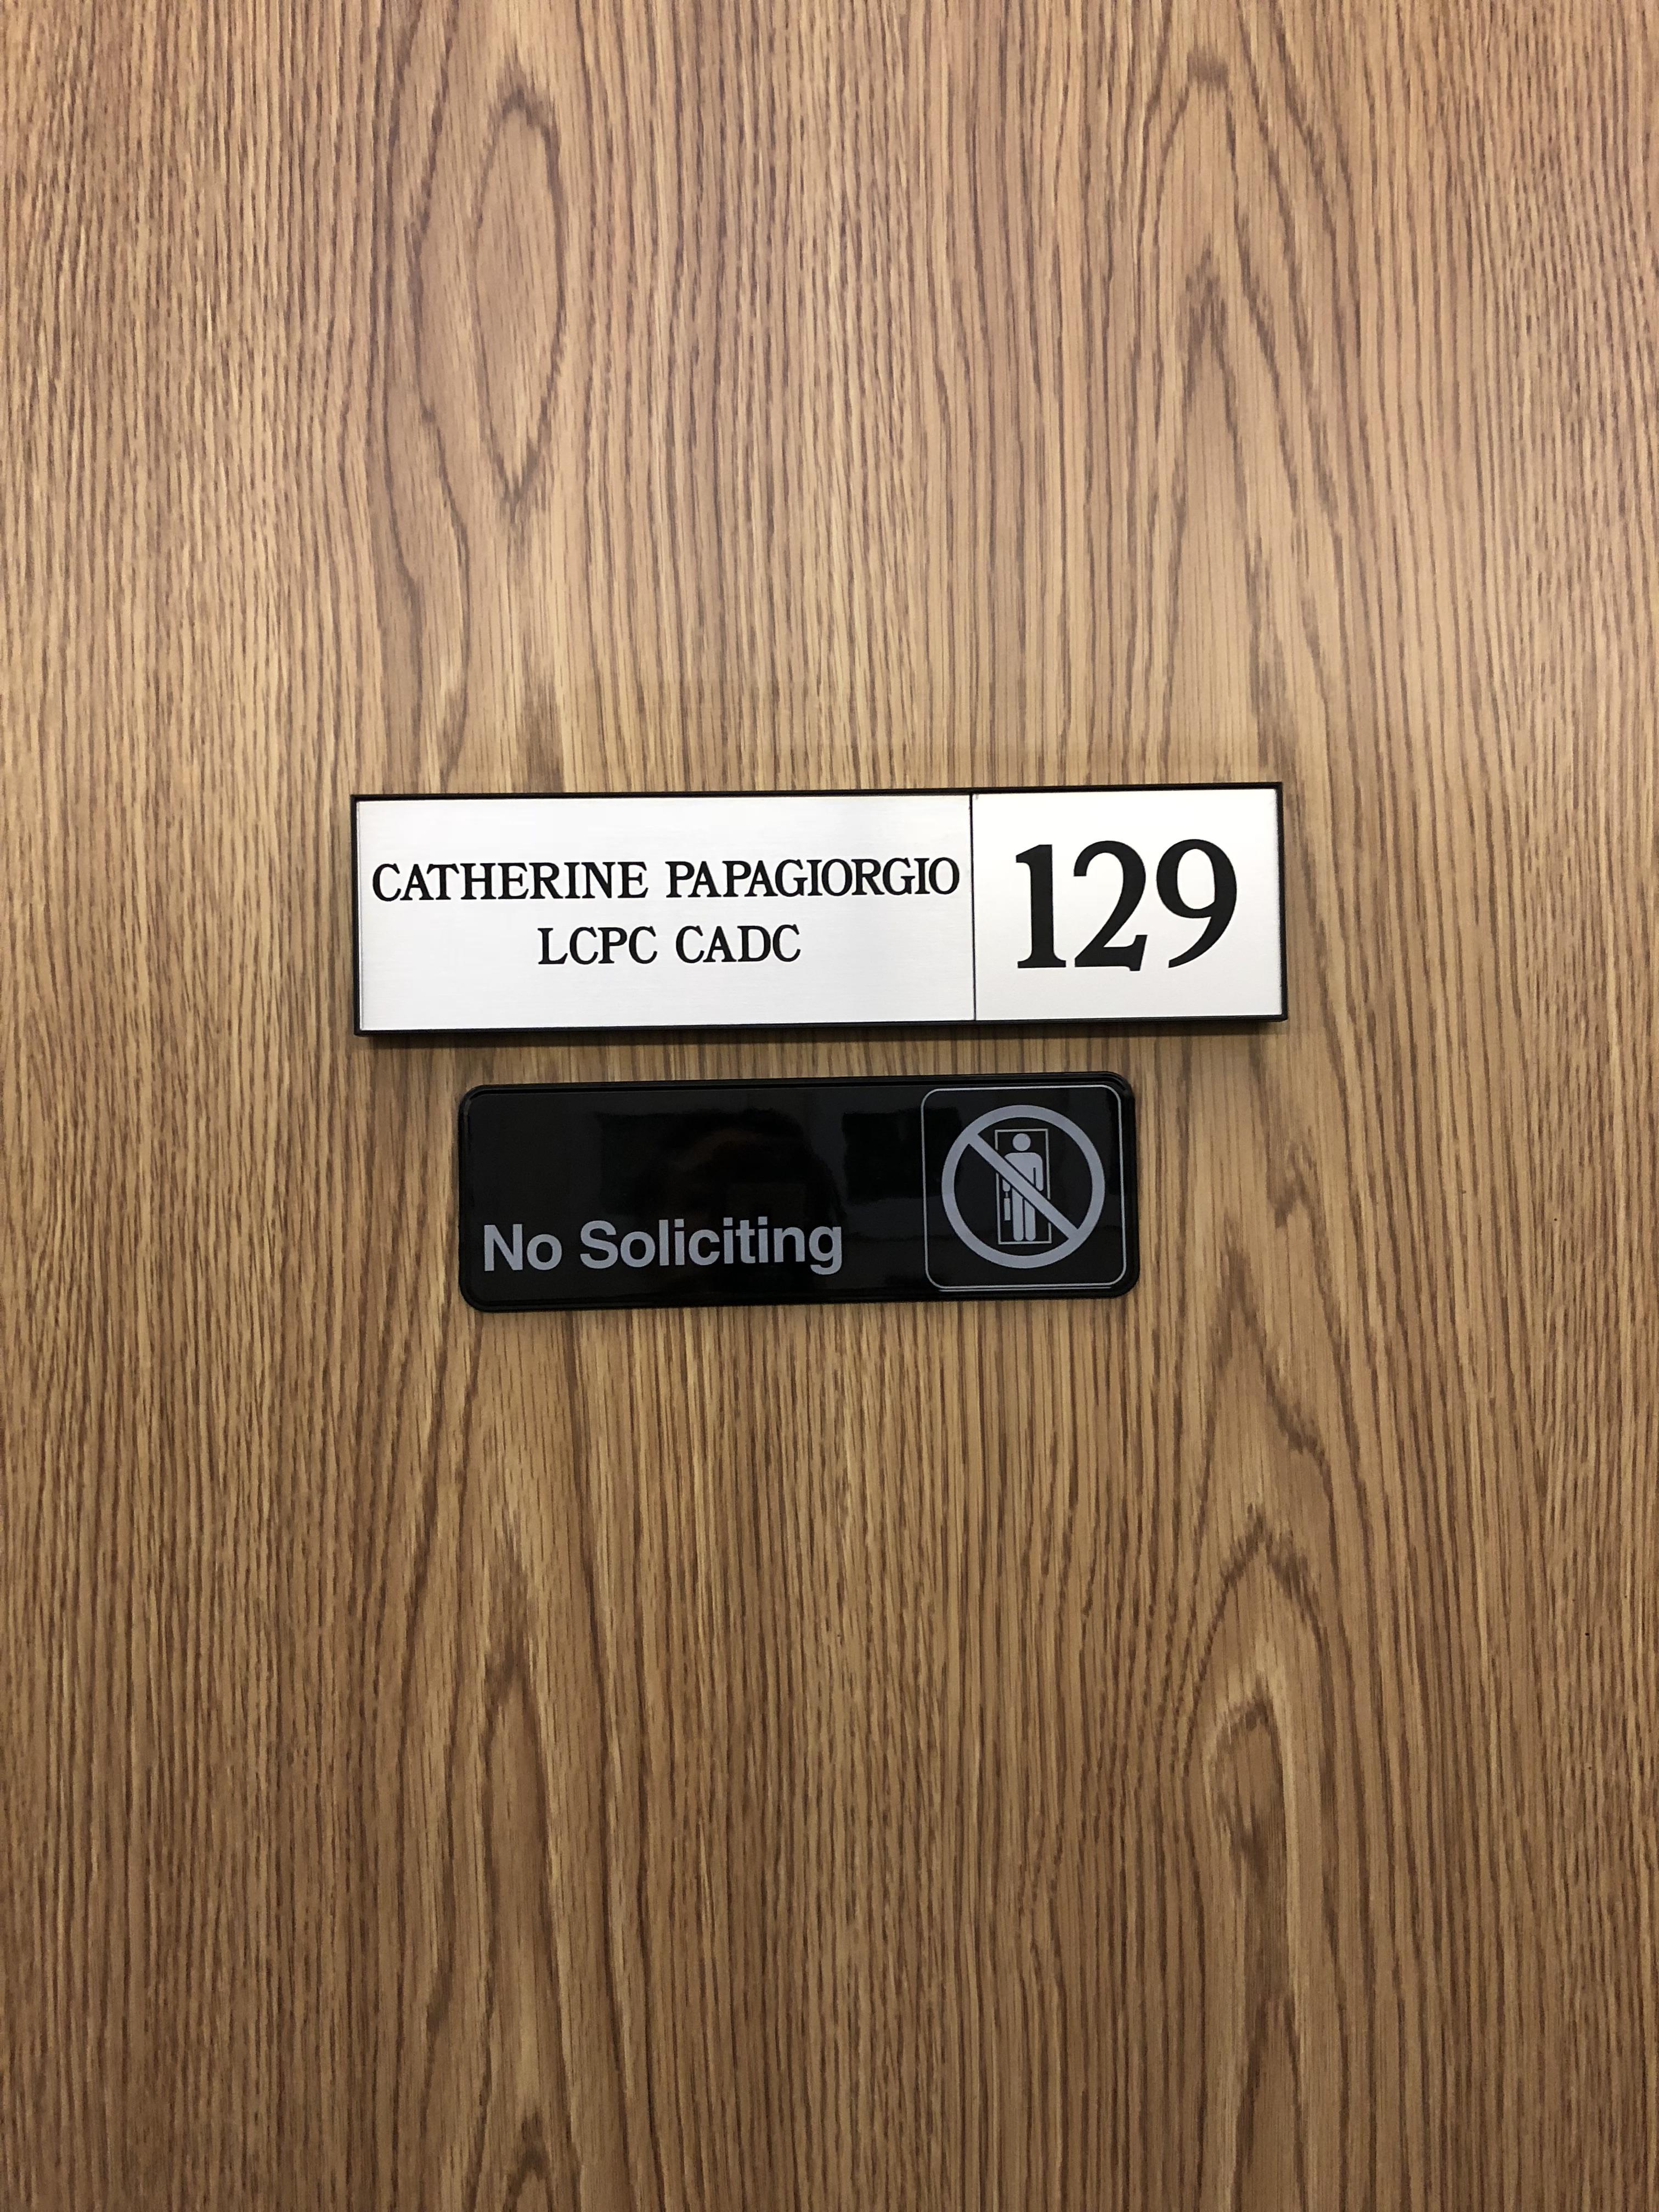 CATHERINE PAPAGIORGIO
LCPC CADC
129
No Soliciting